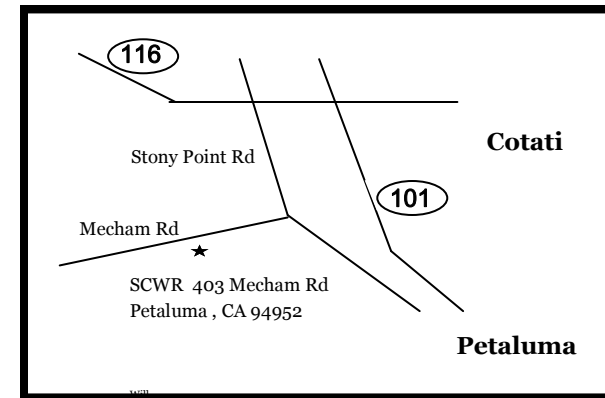 116
Cotati
Stony Point Rd
101
Mecham Rd
SCWR 403 Mecham Rd
Petaluma , CA 94952
Petaluma